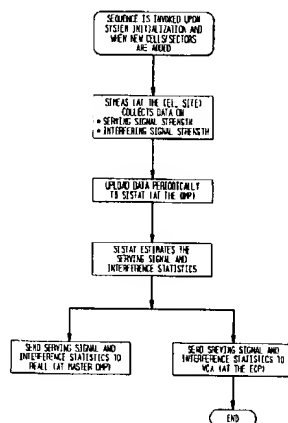 SEQUENCE IS INVOKED UPON
SYSTEM INITIALIZATION AND
WHEN NEW CELLS/SECTORS
ARE ADDED
SIMEAS (AT THE CELL SITE)
COLLECTS DATA ON
• SERVING SIGNAL STRENGTH
• INTERFERING SIGNAL STRENGTH
UPLOAD DATA PERIODICALLY
TO SISTAT (AT THE OMP)
SISTAT ESTIMATES THE
SERVING SIGNAL AND
INTERFERENCE STATISTICS
SEND SERVING SIGNAL AND
INTERFERENCE STATISTICS TO
REALL (AT MASTER OMP)
SEND SREVING SIGNAL AND
INTERFERENCE STATISTICS TO
VCA (AT THE ECP)
END